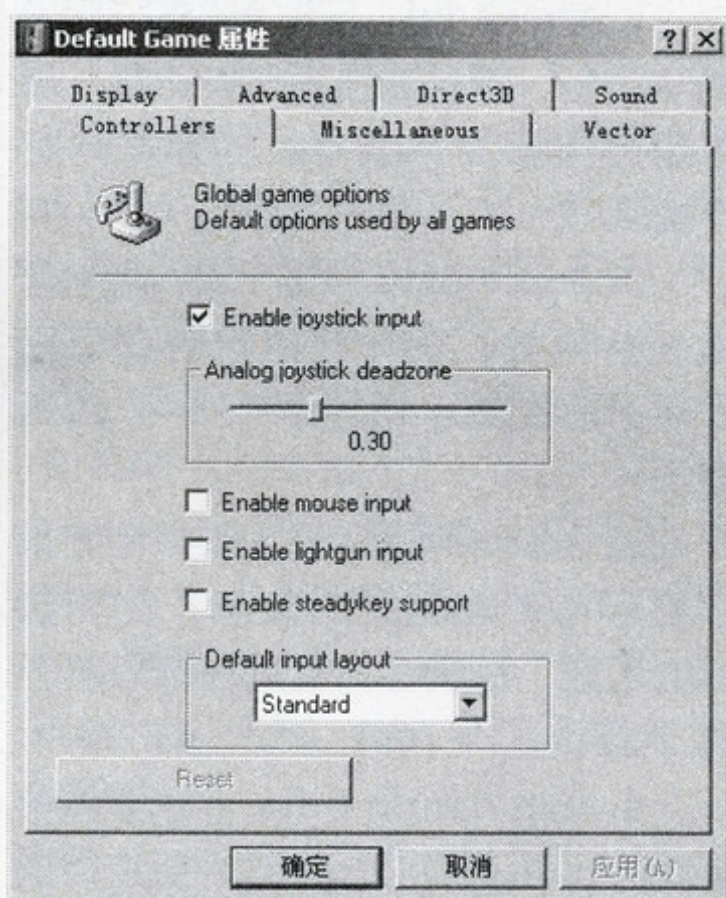 Default Game 属性
Display Advanced Direct3D Sound
Controllers Miscellaneous Vector
Global game options
Default options used by all games
Enable joystick input
Analog joystick deadzone
0.30
Enable mouse input
Enable lightgun input
Enable steadykey support
Default input layout
Standard
Reset
确定 取消 应用(A)